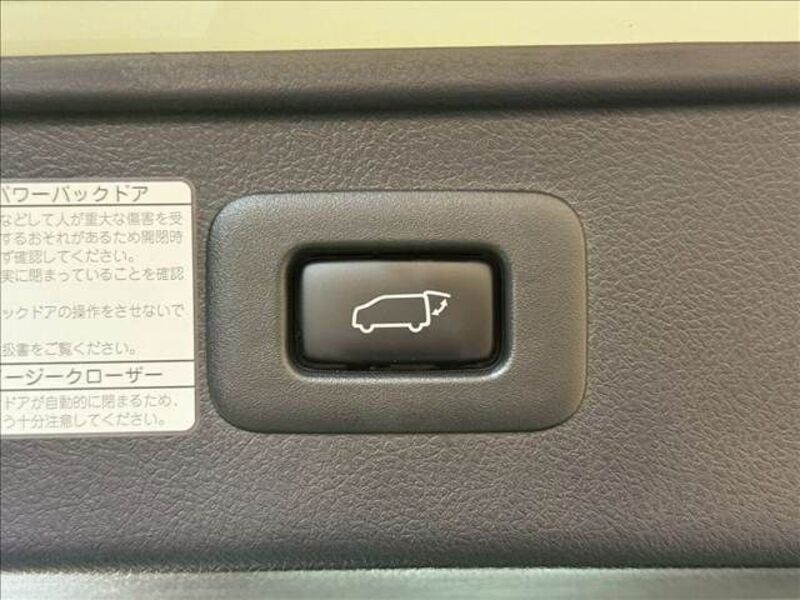 パワーバックドア
などして人が重大な傷害を受
するおそれがあるため開閉時
ず確認してください。
実に閉まっていることを確認
ックドアの操作をさせないで
扱書をご覧ください。
ージークローザー
ドアが自動的に閉まるため、
う十分注意してください。